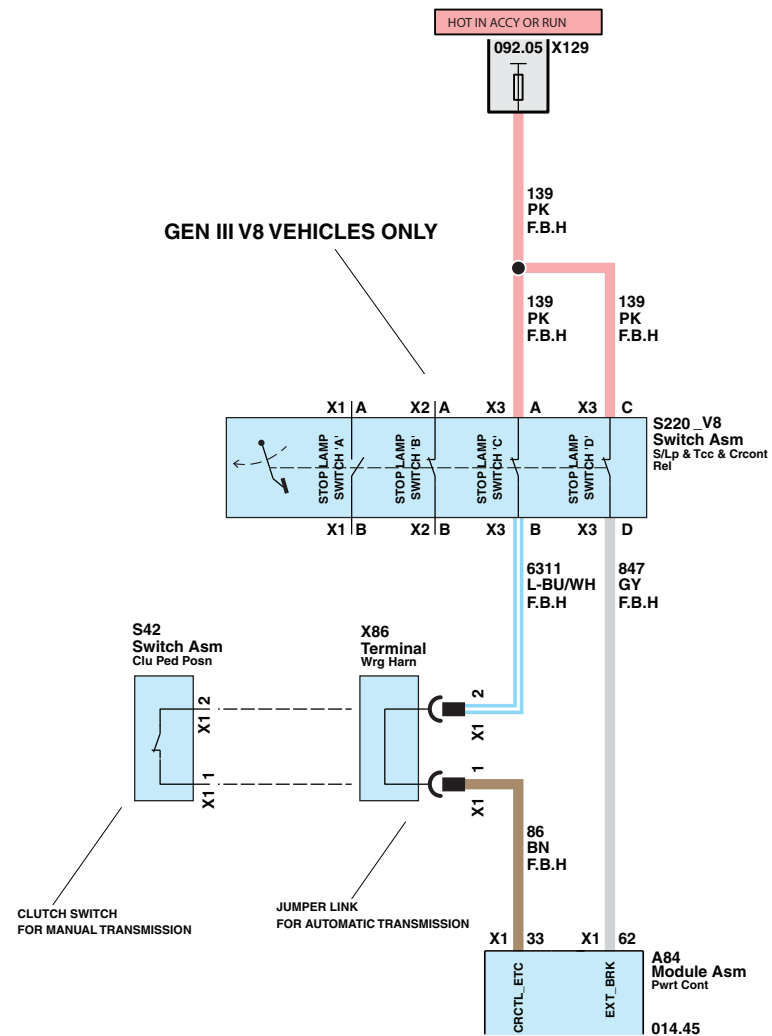 HOT IN ACCY OR RUN
092.05 X129
139
PK
F.B.H
GEN III V8 VEHICLES ONLY
139
PK
F.B.H
139
PK
F.B.H
X1 A
X2 A
X3 A
X3 C
STOP LAMP
SWITCH 'A'
STOP LAMP
SWITCH 'B'
STOP LAMP
SWITCH 'C'
STOP LAMP
SWITCH 'D'
S220_V8
Switch Asm
S/Lp & Tcc & Crcont
Rel
X1 B
X2 B
X3 B
X3 D
6311
L-BU/WH
F.B.H
847
GY
F.B.H
S42
Switch Asm
Clu Ped Posn
X86
Terminal
Wrg Harn
X1 2
X1 2
X1 1
X1 1
86
BN
F.B.H
CLUTCH SWITCH
FOR MANUAL TRANSMISSION
JUMPER LINK
FOR AUTOMATIC TRANSMISSION
X1 33
X1 62
CRCTL_ETC
EXT_BRK
A84
Module Asm
Pwrt Cont
014.45